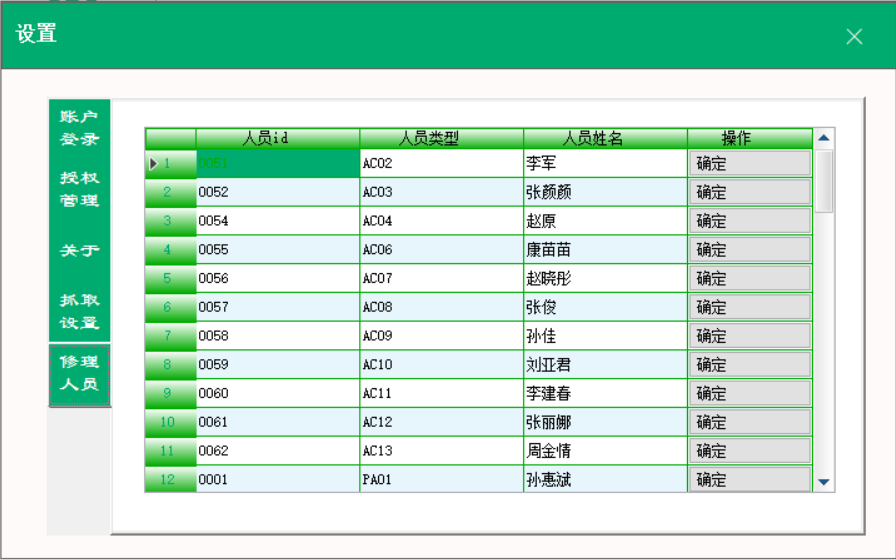 设置
账户
登录
授权
管理
关于
抓取
设置
修理
人员
人员id 人员类型 人员姓名 操作
1 0051 AC02 李军 确定
2 0052 AC03 张颜颜 确定
3 0054 AC04 赵原 确定
4 0055 AC06 康苗苗 确定
5 0056 AC07 赵晓彤 确定
6 0057 AC08 张俊 确定
7 0058 AC09 孙佳 确定
8 0059 AC10 刘亚君 确定
9 0060 AC11 李建春 确定
10 0061 AC12 张丽娜 确定
11 0062 AC13 周金情 确定
12 0001 PA01 孙惠斌 确定